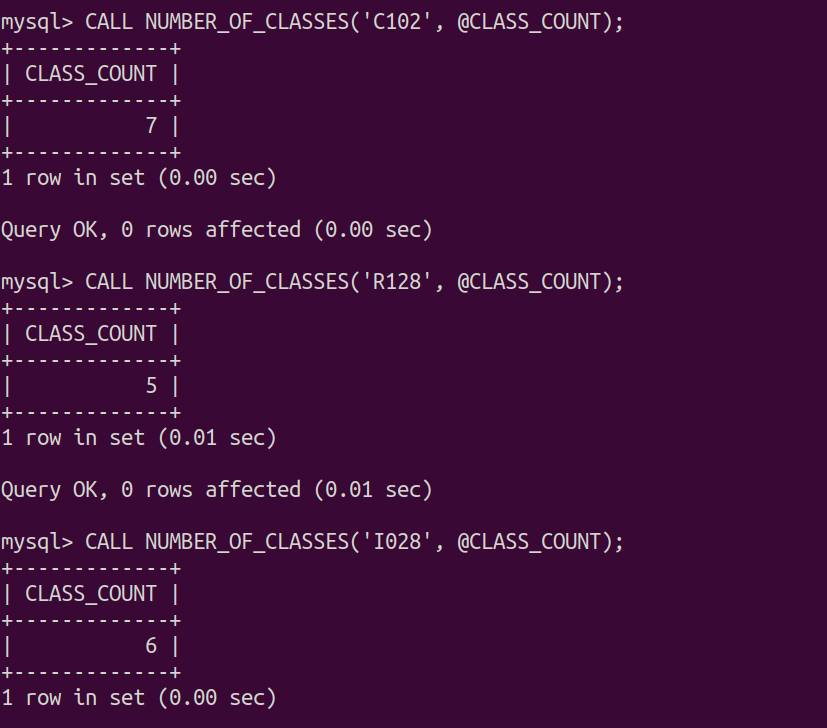 mysql> CALL NUMBER_OF_CLASSES('C102', @CLASS_COUNT);
+-------------+
| CLASS_COUNT |
+-------------+
|           7 |
+-------------+
1 row in set (0.00 sec)

Query OK, 0 rows affected (0.00 sec)

mysql> CALL NUMBER_OF_CLASSES('R128', @CLASS_COUNT);
+-------------+
| CLASS_COUNT |
+-------------+
|           5 |
+-------------+
1 row in set (0.01 sec)

Query OK, 0 rows affected (0.01 sec)

mysql> CALL NUMBER_OF_CLASSES('I028', @CLASS_COUNT);
+-------------+
| CLASS_COUNT |
+-------------+
|           6 |
+-------------+
1 row in set (0.00 sec)